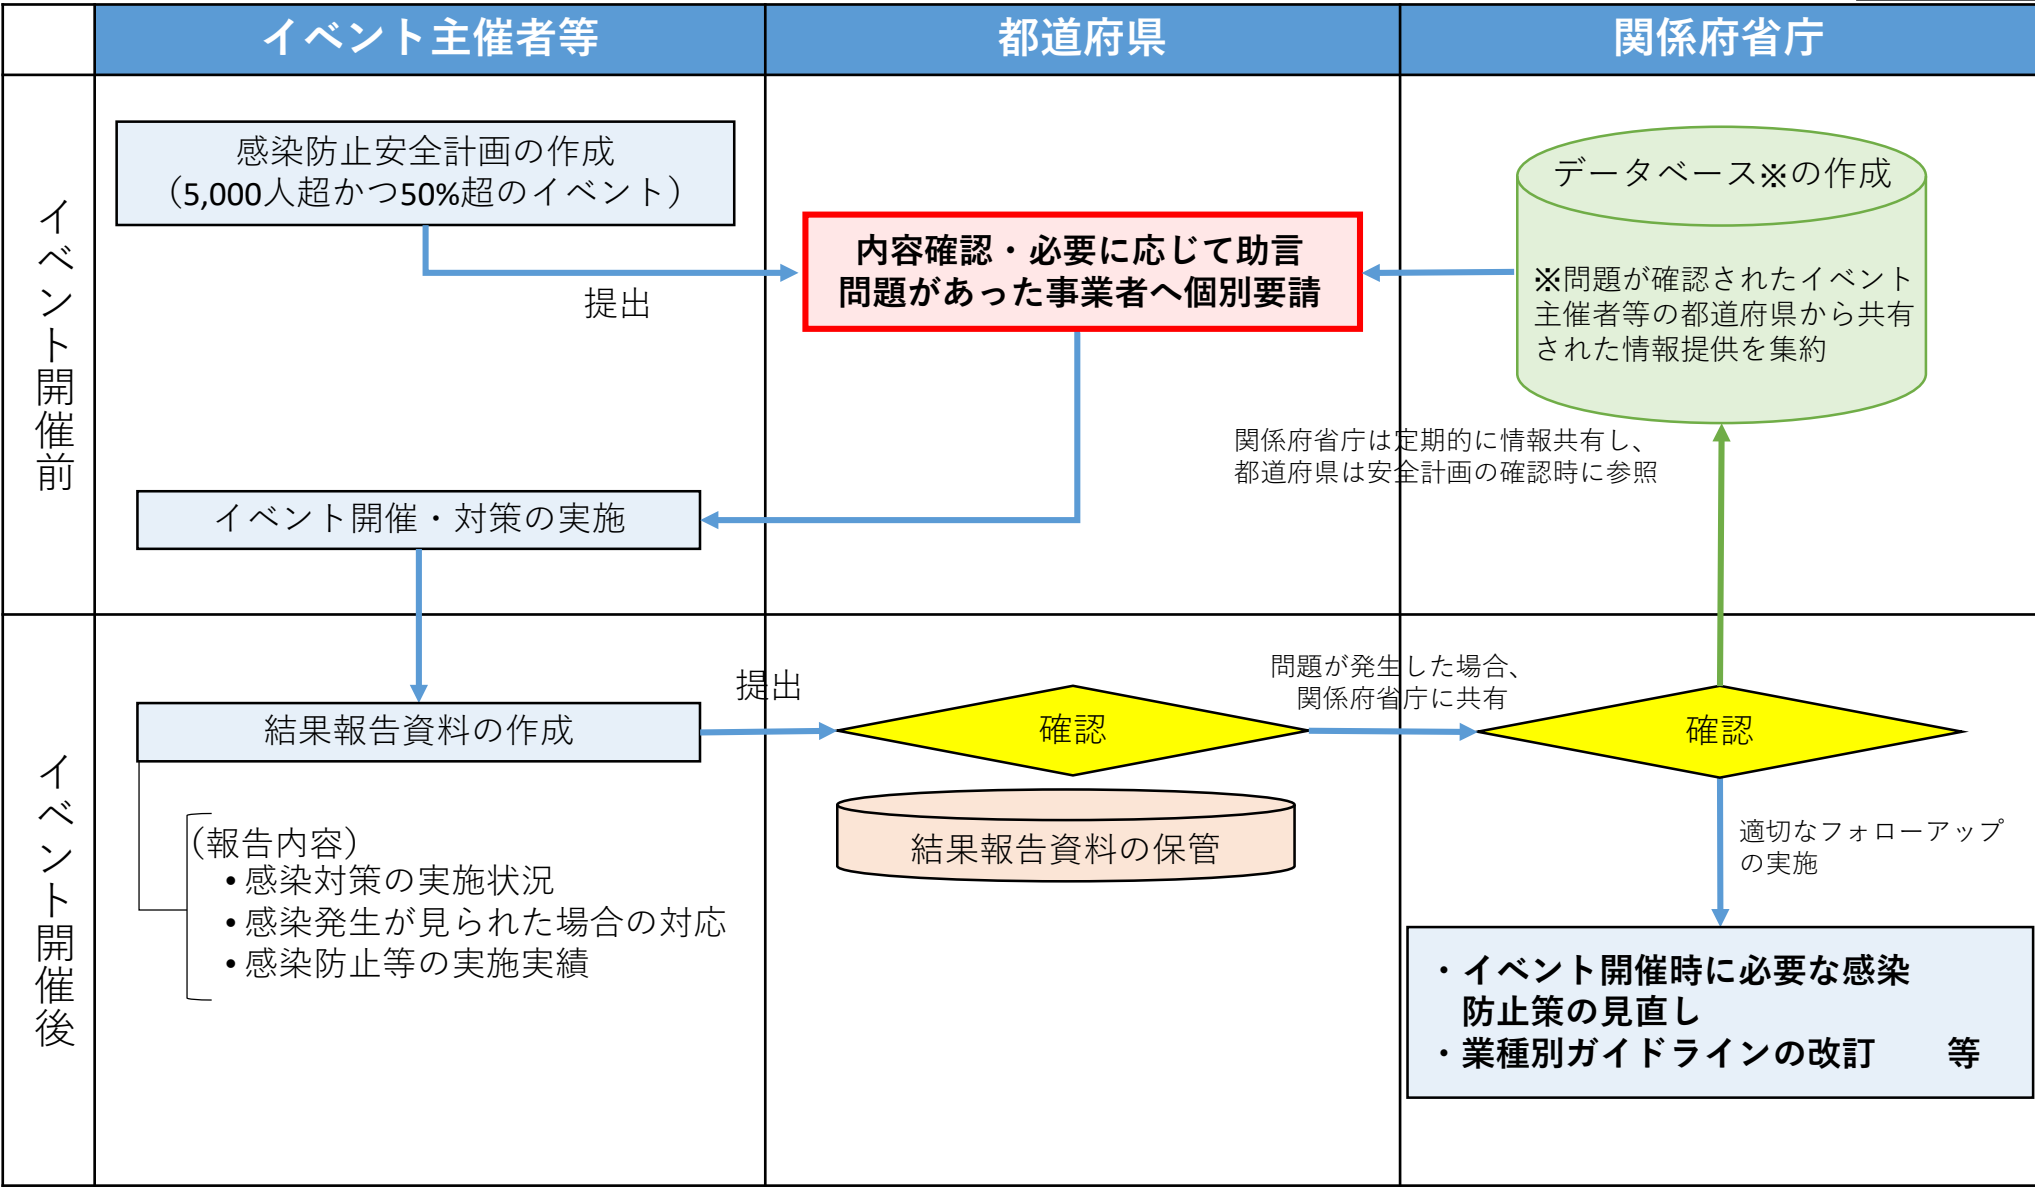 イベント主催者等
都道府県
関係府省庁
イベント開催前
感染防止安全計画の作成
（5,000人超かつ50%超のイベント）
提出
内容確認・必要に応じて助言
問題があった事業者へ個別要請
データベース※の作成
※問題が確認されたイベント
主催者等の都道府県から共有
された情報提供を集約
関係府省庁は定期的に情報共有し、
都道府県は安全計画の確認時に参照
イベント開催・対策の実施
イベント開催後
結果報告資料の作成
提出
確認
問題が発生した場合、
関係府省庁に共有
確認
（報告内容）
•感染対策の実施状況
•感染発生が見られた場合の対応
•感染防止等の実施実績
結果報告資料の保管
適切なフォローアップ
の実施
・イベント開催時に必要な感染
防止策の見直し
・業種別ガイドラインの改訂　　等